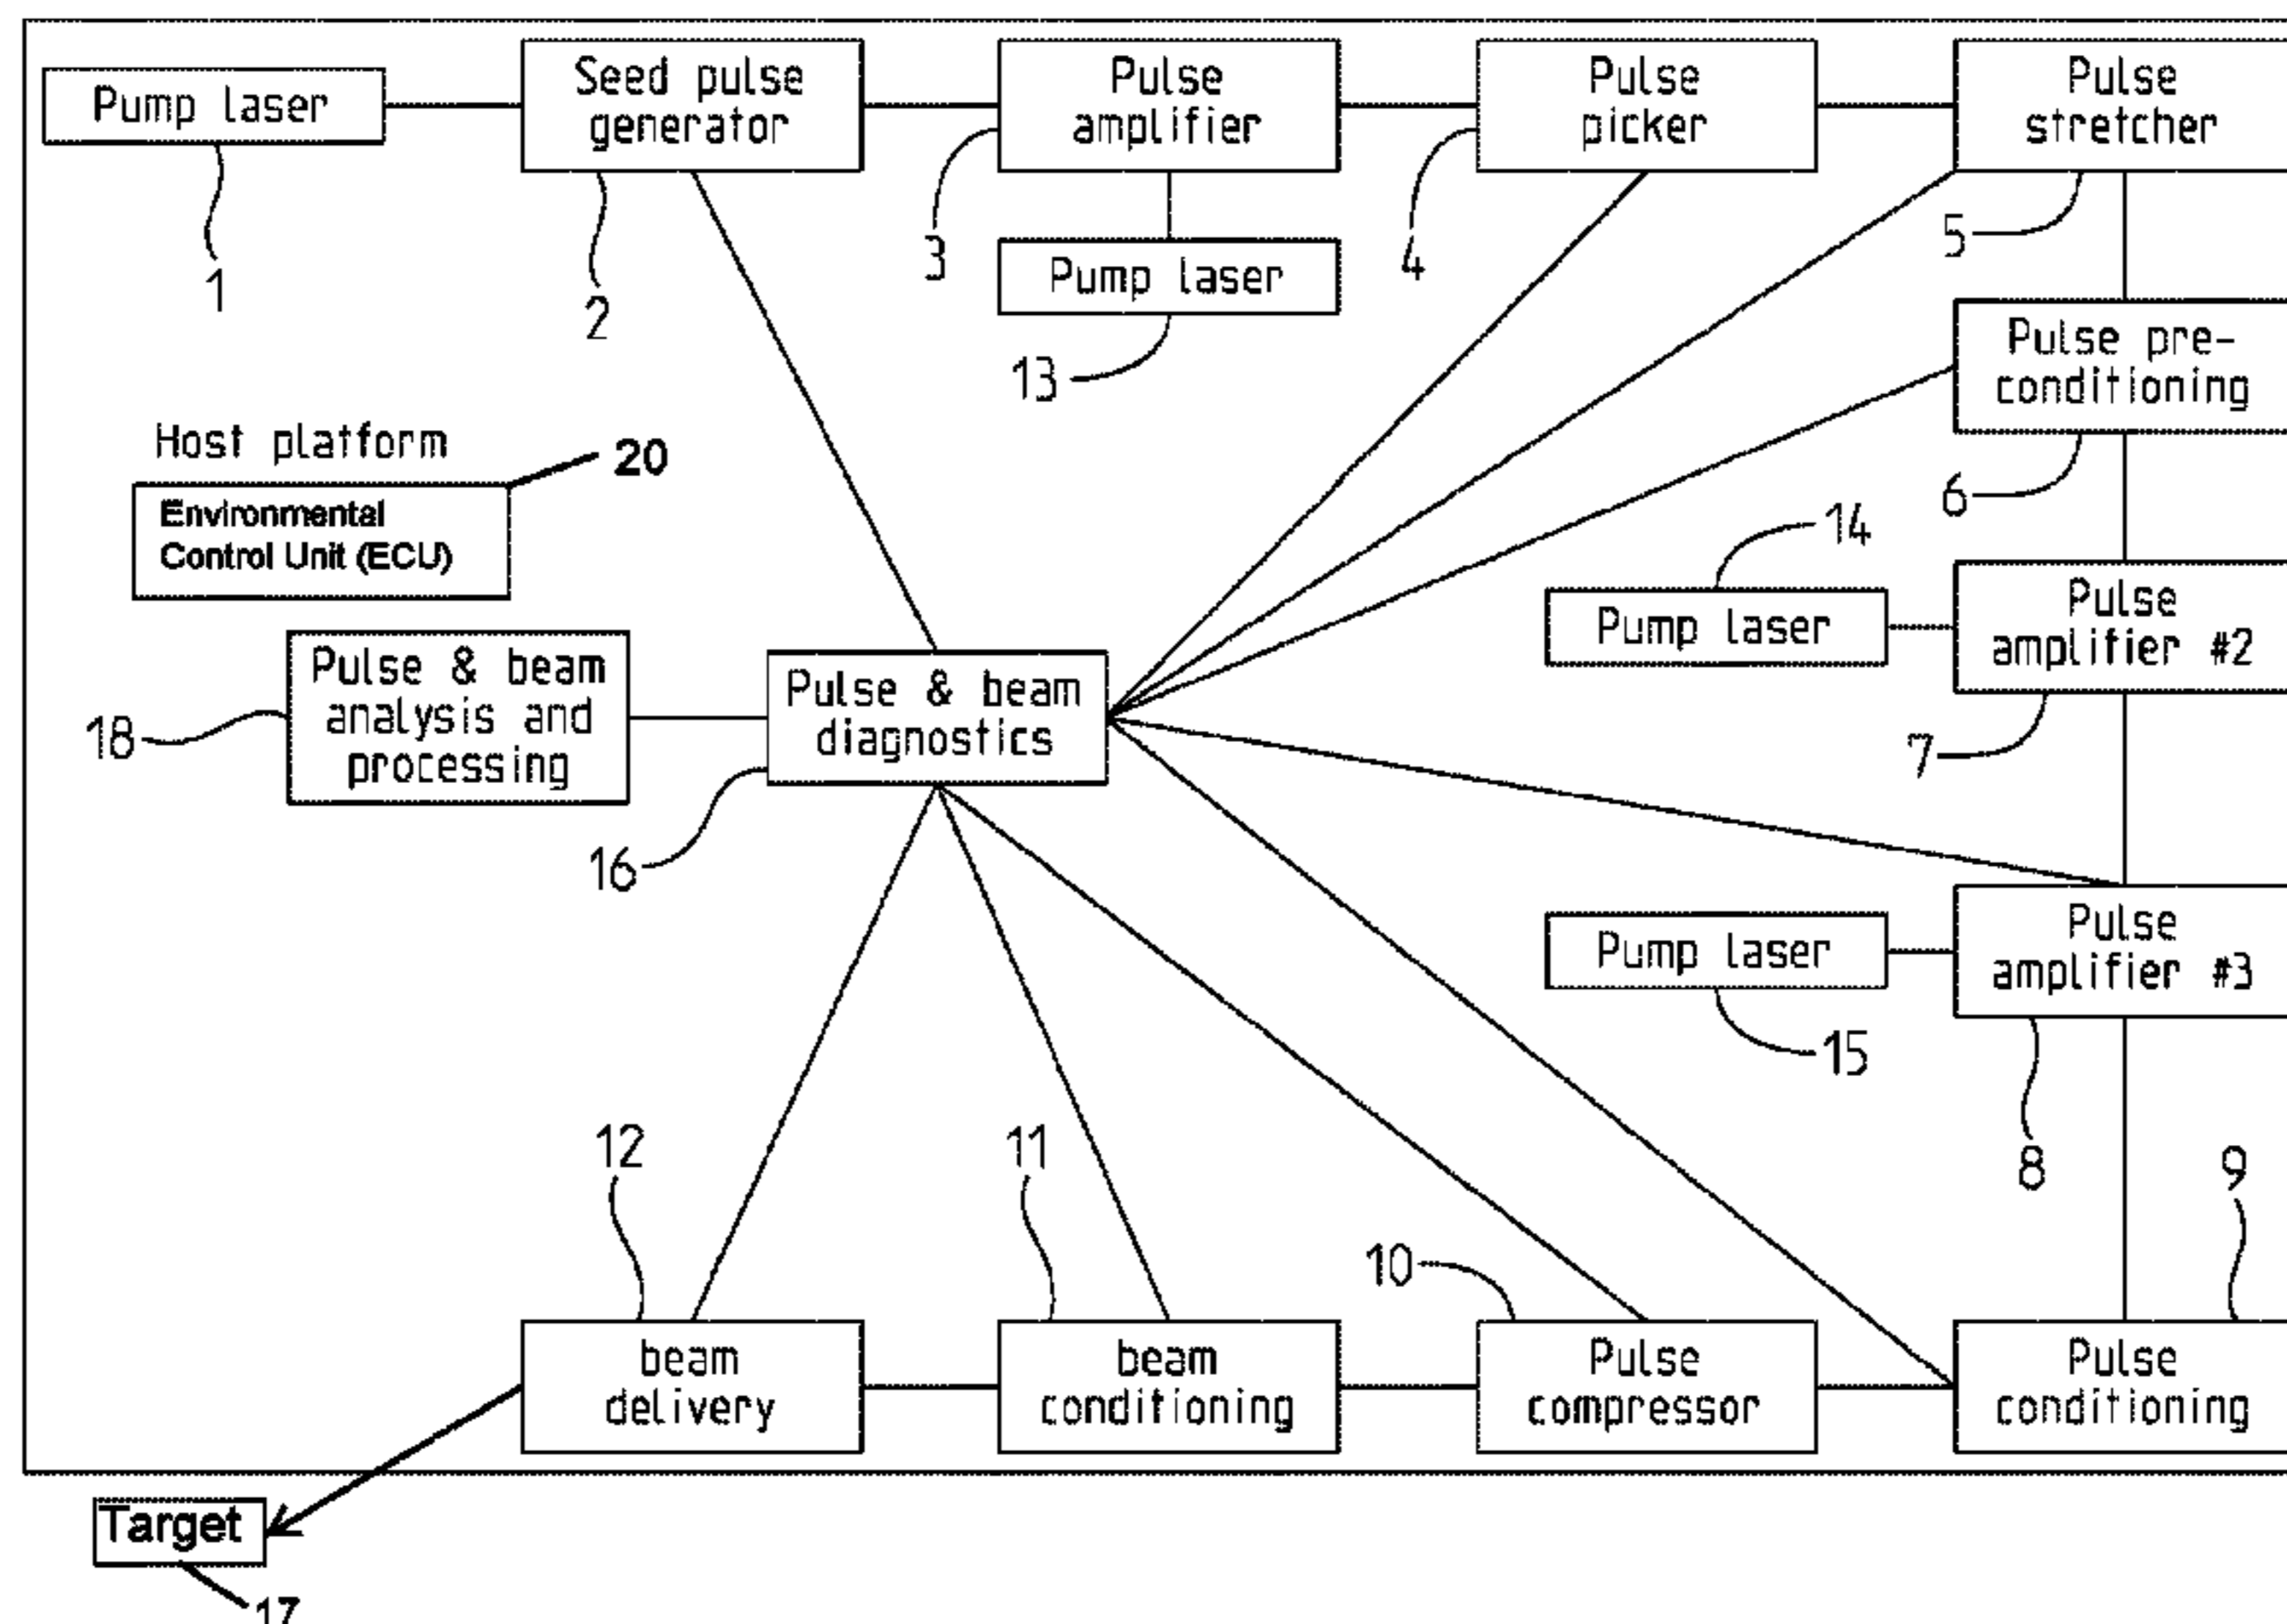 Pump laser
1
Seed pulse
generator
2
Pulse
amplifier
3
Pump laser
13
Pulse
picker
4
Pulse
stretcher
5
Pulse pre-
conditioning
6
Host platform
20
Environmental
Control Unit (ECU)
14
Pump laser
Pulse
amplifier #2
7
Pulse & beam
analysis and
processing
18
Pulse & beam
diagnostics
16
Pump laser
15
Pulse
amplifier #3
8
12
beam
delivery
11
beam
conditioning
10
Pulse
compressor
9
Pulse
conditioning
Target
17